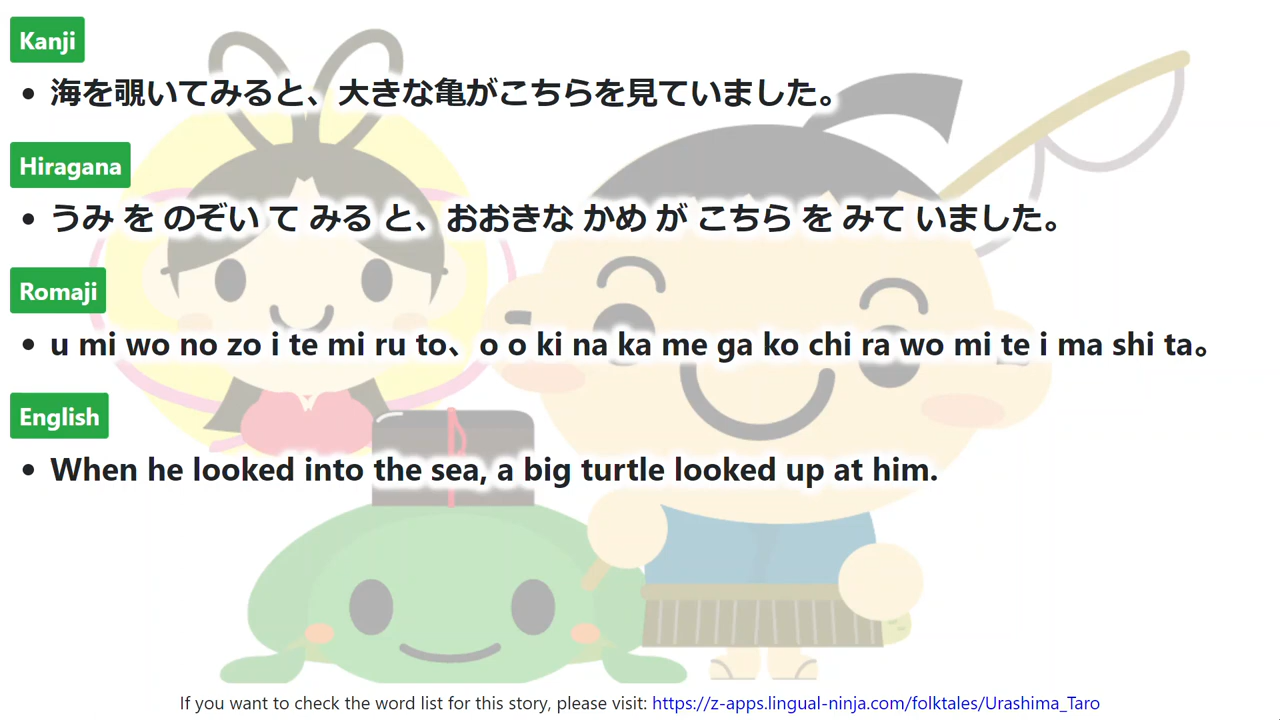 Kanji
• 海を覗いてみると、大きな亀がこちらを見ていました。
Hiragana
• うみ を のぞい て みる と、おおきな かめ が こちら を みて いました。
Romaji
• u mi wo no zo i te mi ru to、o o ki na ka me ga ko chi ra wo mi te i ma shi ta。
English
• When he looked into the sea, a big turtle looked up at him.
If you want to check the word list for this story, please visit: https://z-apps.lingual-ninja.com/folktales/Urashima_Taro